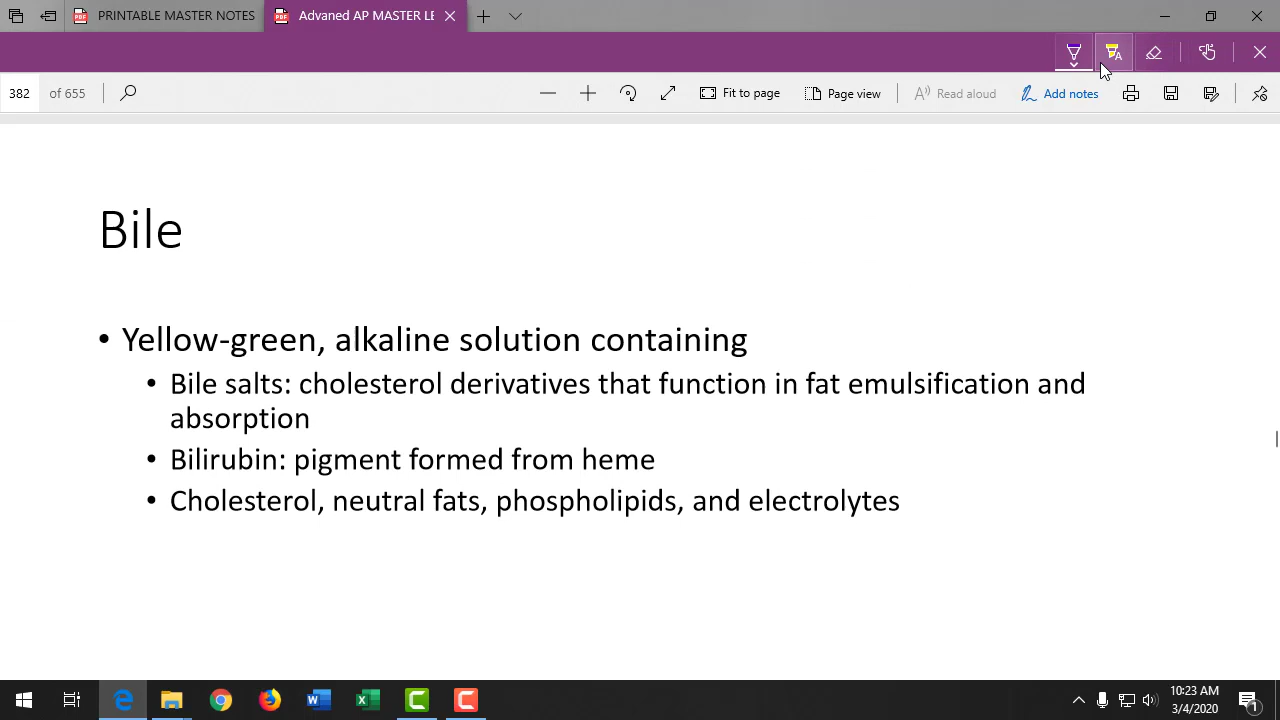 PRINTABLE MASTER NOTES
Advaned AP MASTER LE
382 of 655
Fit to page
Page view
Read aloud
Add notes
Bile
• Yellow-green, alkaline solution containing
• Bile salts: cholesterol derivatives that function in fat emulsification and
absorption
• Bilirubin: pigment formed from heme
• Cholesterol, neutral fats, phospholipids, and electrolytes
10:23 AM
3/4/2020